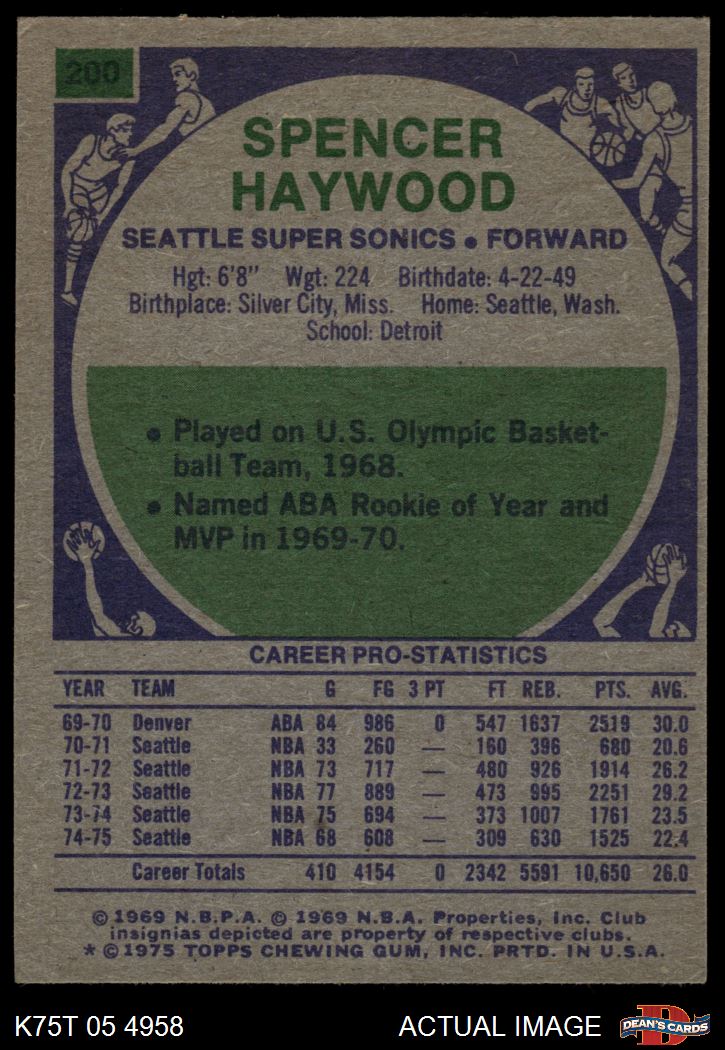 200
SPENCER
HAYWOOD
SEATTLE SUPER SONICS • FORWARD
Hgt: 6'8" Wgt: 224 Birthdate: 4-22-49
Birthplace: Silver City, Miss. Home: Seattle, Wash.
School: Detroit
• Played on U.S. Olympic Basket-
ball Team, 1968.
• Named ABA Rookie of Year and
MVP in 1969-70.
CAREER PRO-STATISTICS
YEAR TEAM G FG 3 PT FT REB. PTS. AVG.
69-70 Denver ABA 84 986 0 547 1637 2519 30.0
70-71 Seattle NBA 33 260 — 160 396 680 20.6
71-72 Seattle NBA 73 717 — 480 926 1914 26.2
72-73 Seattle NBA 77 889 — 473 995 2251 29.2
73-74 Seattle NBA 75 694 — 373 1007 1761 23.5
74-75 Seattle NBA 68 608 — 309 630 1525 22.4
Career Totals 410 4154 0 2342 5591 10,650 26.0
© 1969 N.B.P.A. © 1969 N.B.A. Properties, Inc. Club
insignias depicted are property of respective clubs.
* © 1975 TOPPS CHEWING GUM, INC. PRTD. IN U.S.A.
K75T 05 4958 ACTUAL IMAGE D DEAN'S CARDS